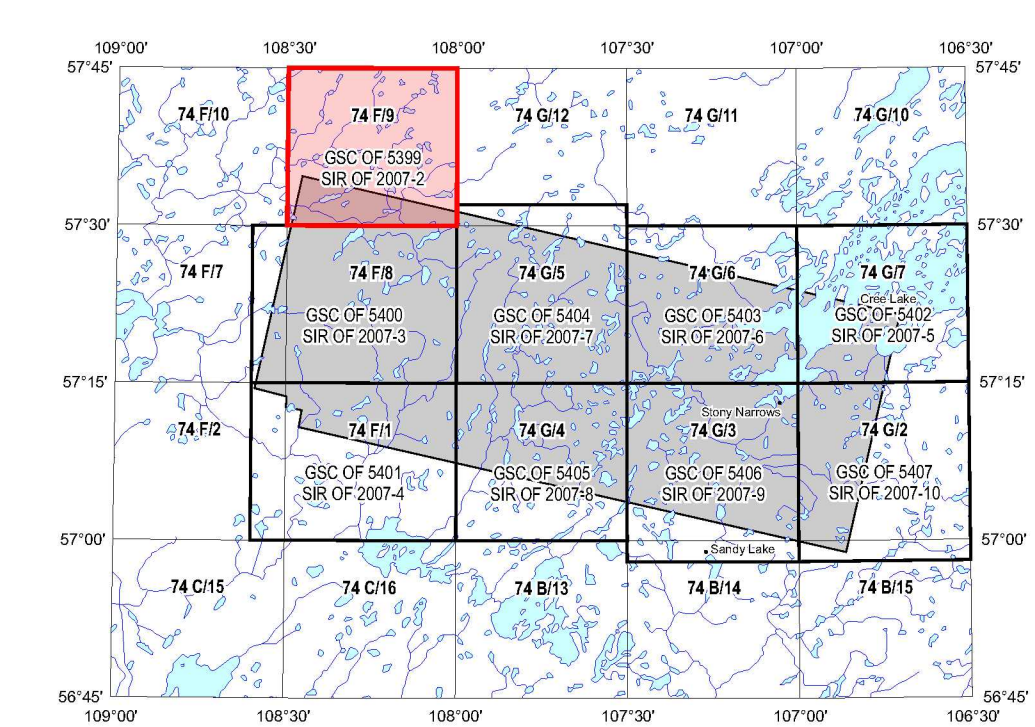 109°00' 108°30' 108°00' 107°30' 107°00' 106°30'
57°45' 57°45'
74 F/10 74 F/9 74 G/12 74 G/11 74 G/10
GSC OF 5399
SIR OF 2007-2
57°30' 57°30'
74 F/7 74 F/8 74 G/5 74 G/6 74 G/7
Cree Lake
GSC OF 5400 GSC OF 5404 GSC OF 5403 GSC OF 5402
SIR OF 2007-3 SIR OF 2007-7 SIR OF 2007-6 SIR OF 2007-5
57°15' 57°15'
Stony Narrows
74 F/2 74 F/1 74 G/4 74 G/3 74 G/2
GSC OF 5401 GSC OF 5405 GSC OF 5406 GSC OF 5407
SIR OF 2007-4 SIR OF 2007-8 SIR OF 2007-9 SIR OF 2007-10
57°00' 57°00'
Sandy Lake
74 C/15 74 C/16 74 B/13 74 B/14 74 B/15
56°45' 56°45'
109°00' 108°30' 108°00' 107°30' 107°00' 106°30'